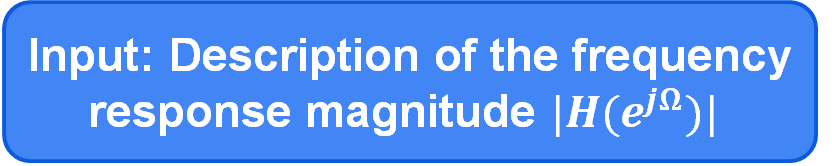 Input: Description of the frequency
response magnitude |H(e^{jΩ})|